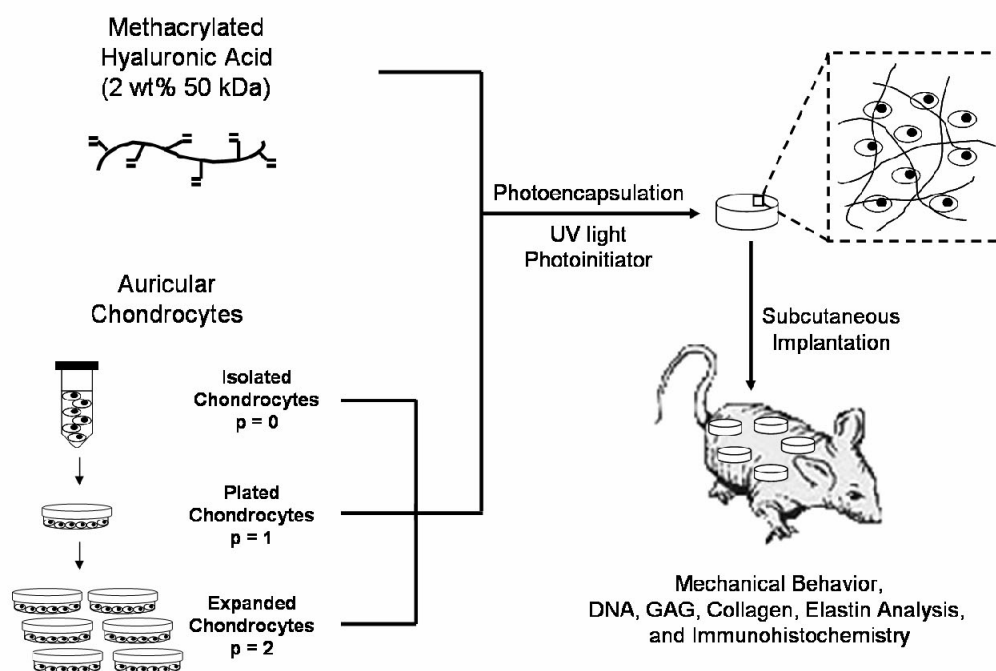 Methacrylated
Hyaluronic Acid
(2 wt% 50 kDa)
Photoencapsulation
UV light
Photoinitiator
Auricular
Chondrocytes
Subcutaneous
Implantation
Isolated
Chondrocytes
p = 0
Plated
Chondrocytes
p = 1
Expanded
Chondrocytes
p = 2
Mechanical Behavior,
DNA, GAG, Collagen, Elastin Analysis,
and Immunohistochemistry